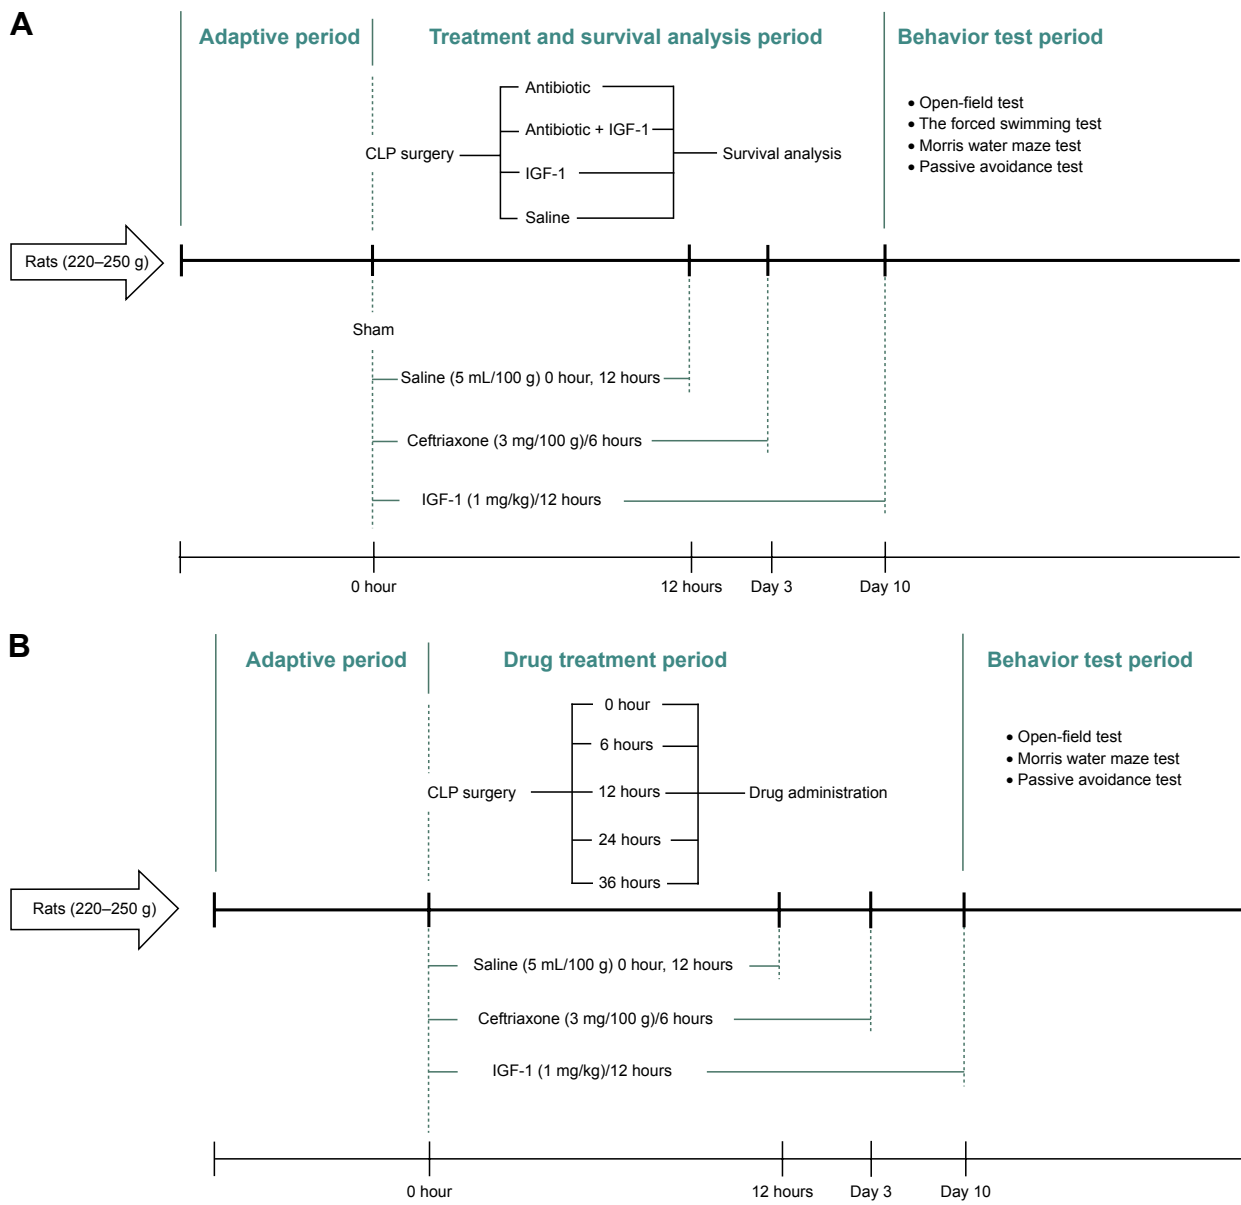 A
Adaptive period
Treatment and survival analysis period
Behavior test period
Antibiotic
Antibiotic + IGF-1
CLP surgery
IGF-1
Saline
Survival analysis
• Open-field test
• The forced swimming test
• Morris water maze test
• Passive avoidance test
Rats (220–250 g)
Sham
Saline (5 mL/100 g) 0 hour, 12 hours
Ceftriaxone (3 mg/100 g)/6 hours
IGF-1 (1 mg/kg)/12 hours
0 hour
12 hours
Day 3
Day 10
B
Adaptive period
Drug treatment period
Behavior test period
0 hour
6 hours
CLP surgery
12 hours
24 hours
36 hours
Drug administration
• Open-field test
• Morris water maze test
• Passive avoidance test
Rats (220–250 g)
Saline (5 mL/100 g) 0 hour, 12 hours
Ceftriaxone (3 mg/100 g)/6 hours
IGF-1 (1 mg/kg)/12 hours
0 hour
12 hours
Day 3
Day 10